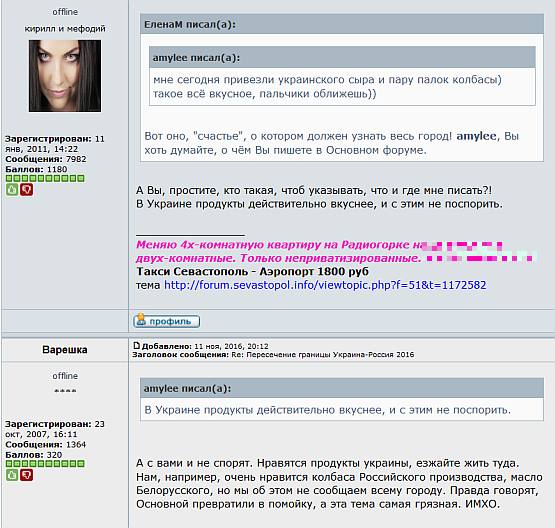 offline
кирилл и мефодий
Зарегистрирован: 11
янв, 2011, 14:22
Сообщения: 7982
Баллов: 1180
ЕленаМ писал(а):
amylee писал(а):
мне сегодня привезли украинского сыра и пару палок колбасы)
такое всё вкусное, пальчики оближешь))
Вот оно, "счастье", о котором должен узнать весь город! amylee, Вы
хоть думайте, о чём Вы пишете в Основном форуме.
А Вы, простите, кто такая, чтоб указывать, что и где мне писать?!
В Украине продукты действительно вкуснее, и с этим не поспорить.
Меняю 4х-комнатную квартиру на Радиогорке на
двух-комнатные. Только неприватизированные.
Такси Севастополь - Аэропорт 1800 руб
тема http://forum.sevastopol.info/viewtopic.php?f=51&t=1172582
профиль
Варешка
Добавлено: 11 ноя, 2016, 20:12
Заголовок сообщения: Re: Пересечение границы Украина-Россия 2016
offline
****
Зарегистрирован: 23
окт, 2007, 16:11
Сообщения: 1364
Баллов: 320
amylee писал(а):
В Украине продукты действительно вкуснее, и с этим не поспорить.
А с вами и не спорят. Нравятся продукты украины, езжайте жить туда.
Нам, например, очень нравится колбаса Российского производства, масло
Белорусского, но мы об этом не сообщаем всему городу. Правда говорят,
Основной превратили в помойку, а эта тема самая грязная. ИМХО.